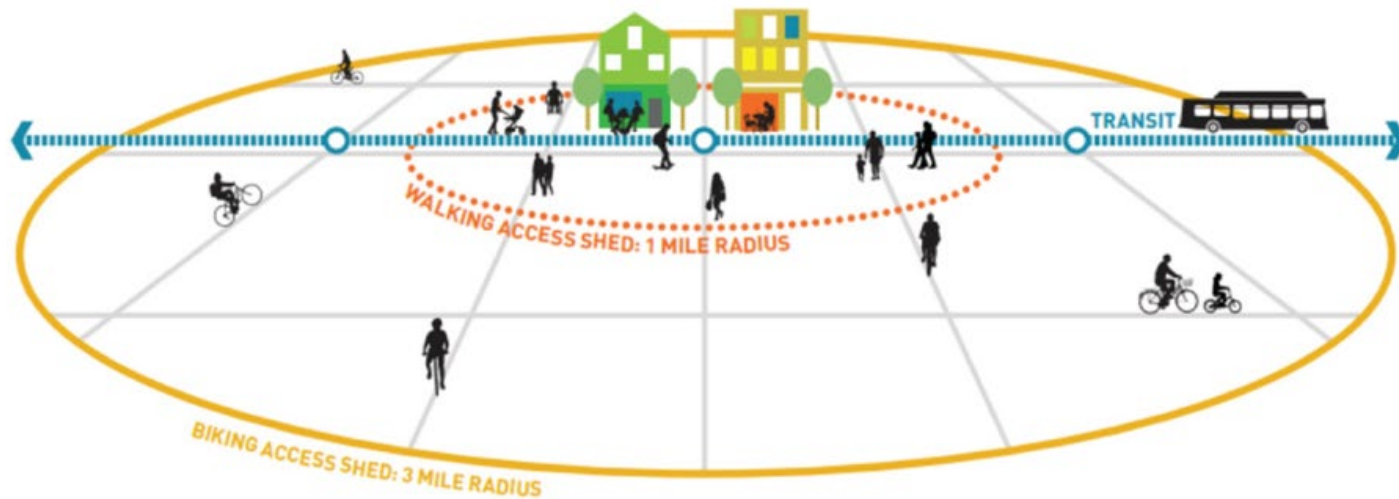 TRANSIT
WALKING ACCESS SHED: 1 MILE RADIUS
BIKING ACCESS SHED: 3 MILE RADIUS